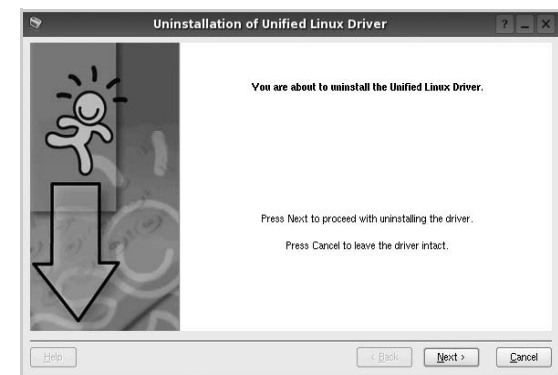 Uninstallation of Unified Linux Driver
You are about to uninstall the Unified Linux Driver.
Press Next to proceed with uninstalling the driver.
Press Cancel to leave the driver intact.
Help
< Back
Next >
Cancel